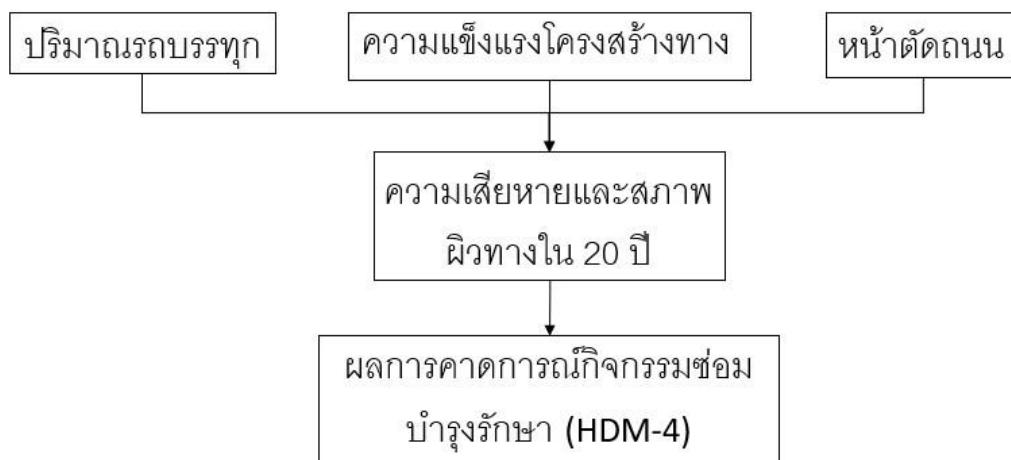 ปริมาณรถบรรทุก
ความแข็งแรงโครงสร้างทาง
หน้าตัดถนน
ความเสียหายและสภาพ
ผิวทางใน 20 ปี
ผลการคาดการณ์กิจกรรมซ่อม
บำรุงรักษา (HDM-4)